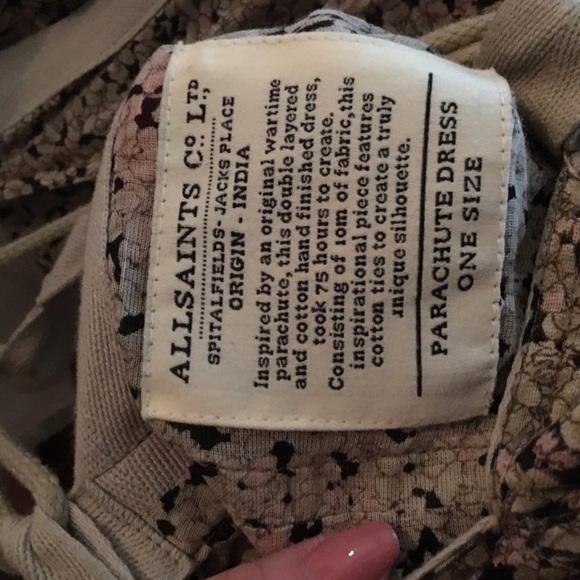 ALLSAINTS Cº LTD,
SPITALFIELDS-JACKS PLACE
ORIGIN - INDIA
Inspired by an original wartime
parachute, this double layered
and cotton hand finished dress,
took 75 hours to create.
Consisting of 10m of fabric,this
inspirational piece features
cotton ties to create a truly
unique silhouette.
PARACHUTE DRESS
ONE SIZE